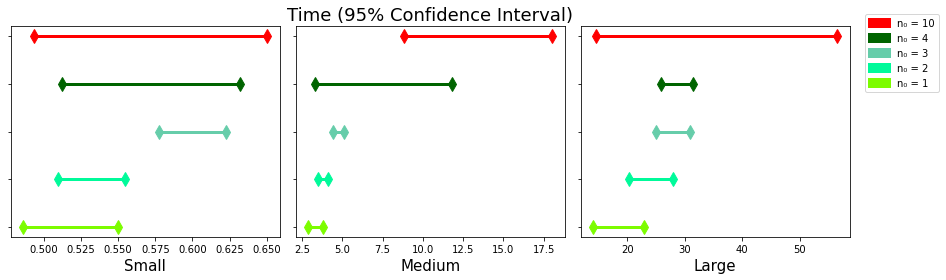 Time (95% Confidence Interval)
n₀ = 10
n₀ = 4
n₀ = 3
n₀ = 2
n₀ = 1
0.500 0.525 0.550 0.575 0.600 0.625 0.650
2.5 5.0 7.5 10.0 12.5 15.0 17.5
20 30 40 50
Small
Medium
Large